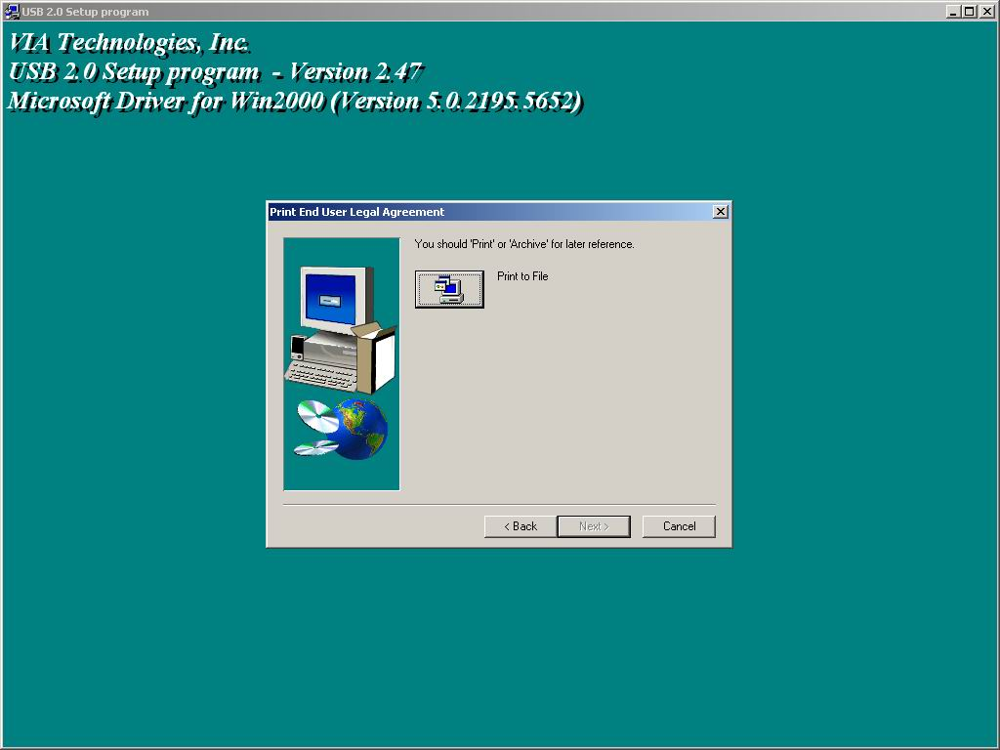 USB 2.0 Setup program
VIA Technologies, Inc.
USB 2.0 Setup program - Version 2.47
Microsoft Driver for Win2000 (Version 5.0.2195.5652)
Print End User Legal Agreement
You should 'Print' or 'Archive' for later reference.
Print to File
< Back
Next >
Cancel